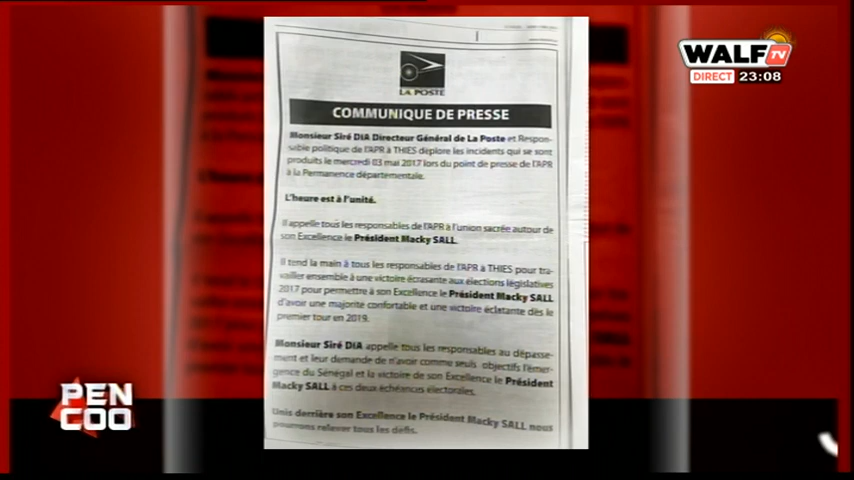 WALF TV
DIRECT 23:08
LA POSTE
COMMUNIQUE DE PRESSE
Monsieur Siré DIA Directeur Général de La Poste et Respon-
sable politique de l'APR à THIES déplore les incidents qui se sont
produits le mercredi 03 mai 2017 lors du point de presse de l'APR
à la Permanence départementale.
L'heure est à l'unité.
Il appelle tous les responsables de l'APR à l'union sacrée autour de
son Excellence le Président Macky SALL.
Il tend la main à tous les responsables de l'APR à THIES pour tra-
vailler ensemble à une victoire écrasante aux élections législatives
2017 pour permettre à son Excellence le Président Macky SALL
d'avoir une majorité confortable et une victoire éclatante dès le
premier tour en 2019.
Monsieur Siré DIA appelle tous les responsables au dépasse-
ment et leur demande de n'avoir comme seuls objectifs l'émer-
gence du Sénégal et la victoire de son Excellence le Président
Macky SALL à ces deux échéances électorales.
Unis derrière son Excellence le Président Macky SALL nous
pourrons relever tous les défis.
PEN
COO